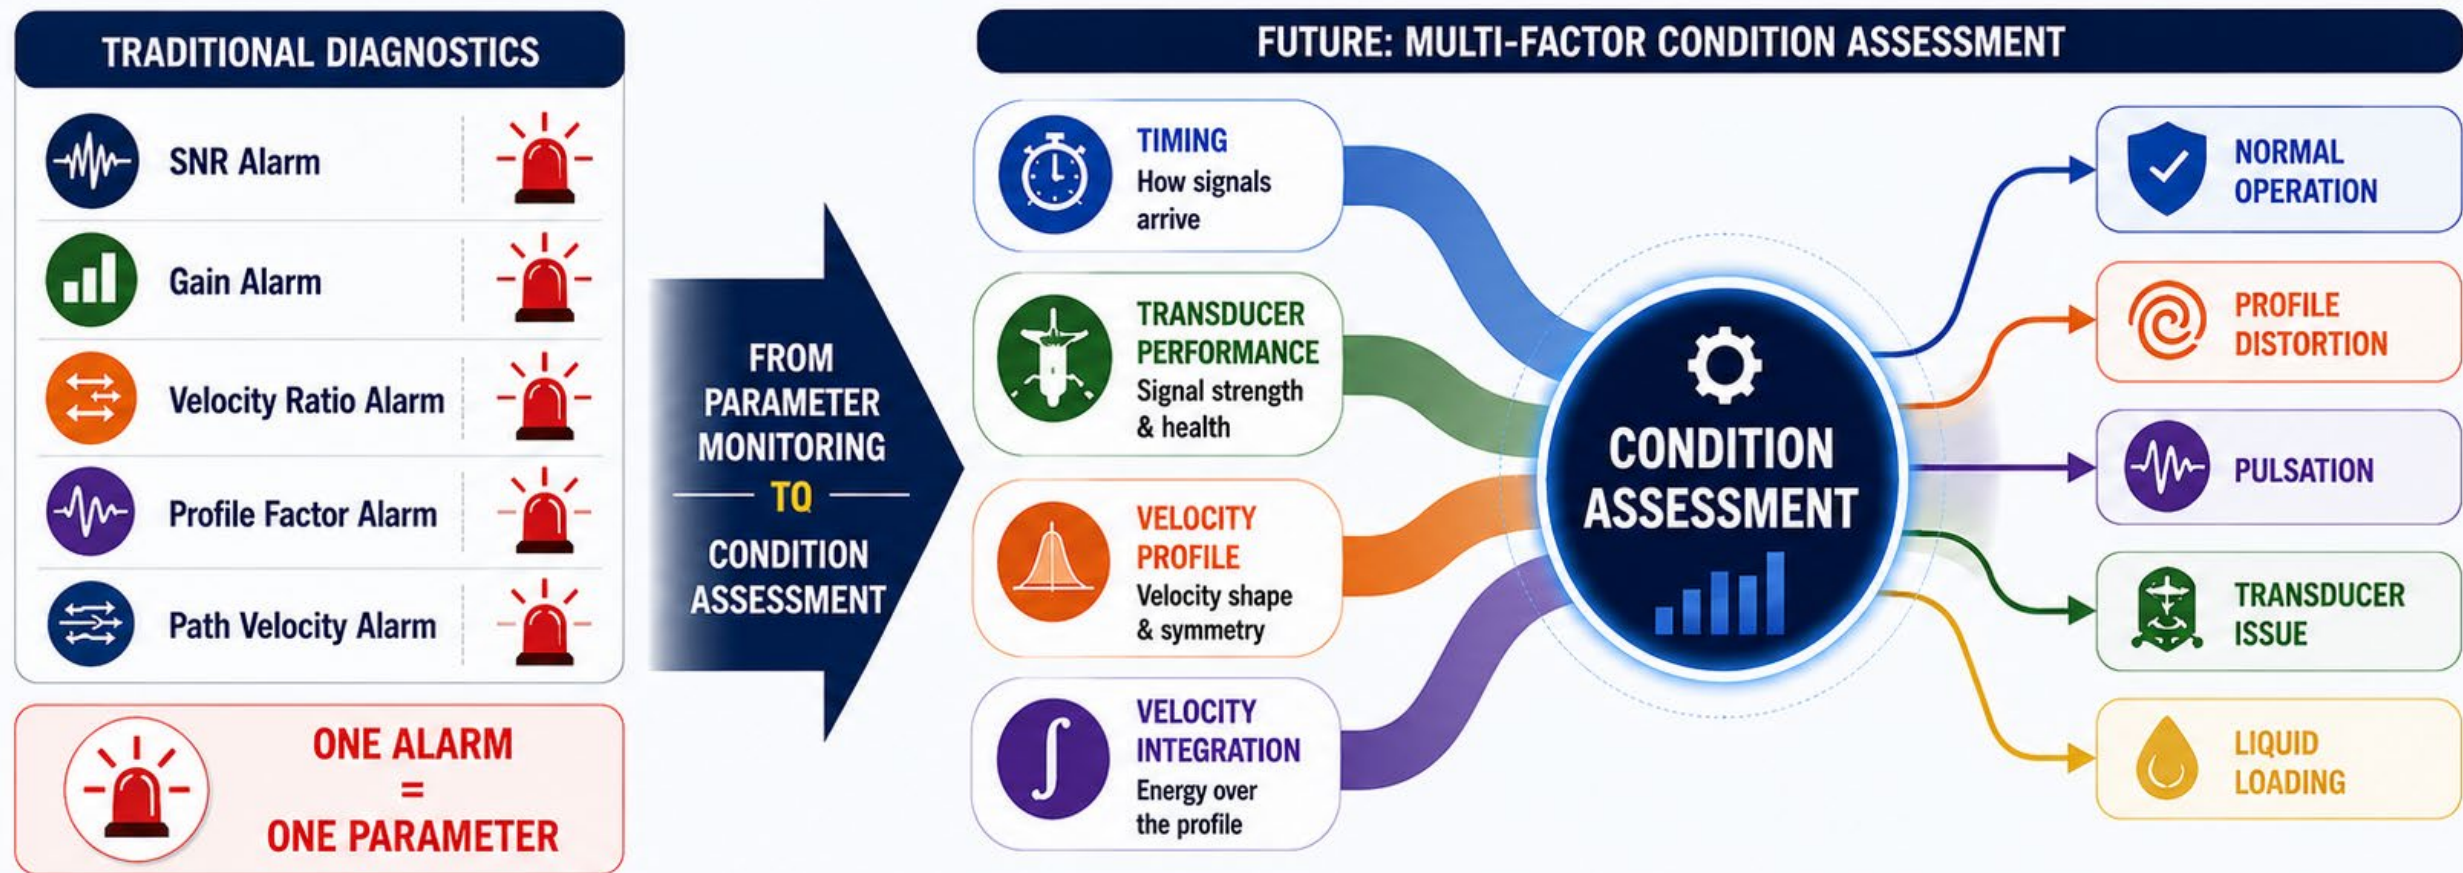 TRADITIONAL DIAGNOSTICS
SNR Alarm
Gain Alarm
Velocity Ratio Alarm
Profile Factor Alarm
Path Velocity Alarm
ONE ALARM
=
ONE PARAMETER
FROM
PARAMETER
MONITORING
TO
CONDITION
ASSESSMENT
FUTURE: MULTI-FACTOR CONDITION ASSESSMENT
TIMING
How signals
arrive
TRANSDUCER
PERFORMANCE
Signal strength
& health
VELOCITY
PROFILE
Velocity shape
& symmetry
VELOCITY
INTEGRATION
Energy over
the profile
CONDITION
ASSESSMENT
NORMAL
OPERATION
PROFILE
DISTORTION
PULSATION
TRANSDUCER
ISSUE
LIQUID
LOADING